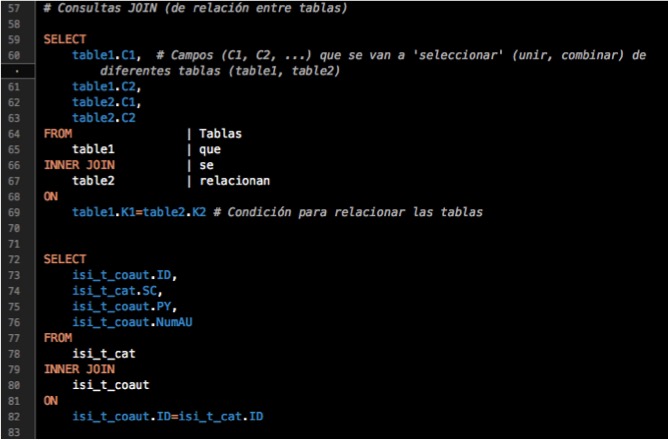 57 # Consultas JOIN (de relación entre tablas)
58
59 SELECT
60 table1.C1, # Campos (C1, C2, ...) que se van a 'seleccionar' (unir, combinar) de
· diferentes tablas (table1, table2)
61 table1.C2,
62 table2.C1,
63 table2.C2
64 FROM | Tablas
65 table1 | que
66 INNER JOIN | se
67 table2 | relacionan
68 ON
69 table1.K1=table2.K2 # Condición para relacionar las tablas
70
71
72 SELECT
73 isi_t_coaut.ID,
74 isi_t_cat.SC,
75 isi_t_coaut.PY,
76 isi_t_coaut.NumAU
77 FROM
78 isi_t_cat
79 INNER JOIN
80 isi_t_coaut
81 ON
82 isi_t_coaut.ID=isi_t_cat.ID
83